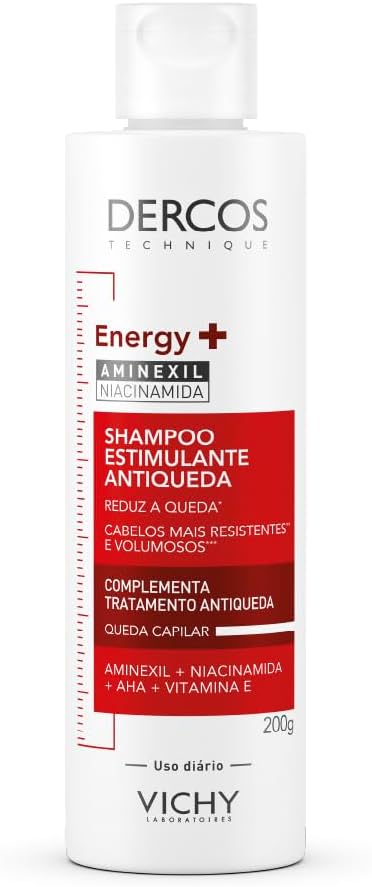 DERCOS
TECHNIQUE
Energy +
AMINEXIL
NIACINAMIDA
SHAMPOO
ESTIMULANTE
ANTIQUEDA
REDUZ A QUEDA*
CABELOS MAIS RESISTENTES**
E VOLUMOSOS***
COMPLEMENTA
TRATAMENTO ANTIQUEDA
QUEDA CAPILAR
AMINEXIL + NIACINAMIDA
+ AHA + VITAMINA E
200g
Uso diário
VICHY
LABORATOIRES